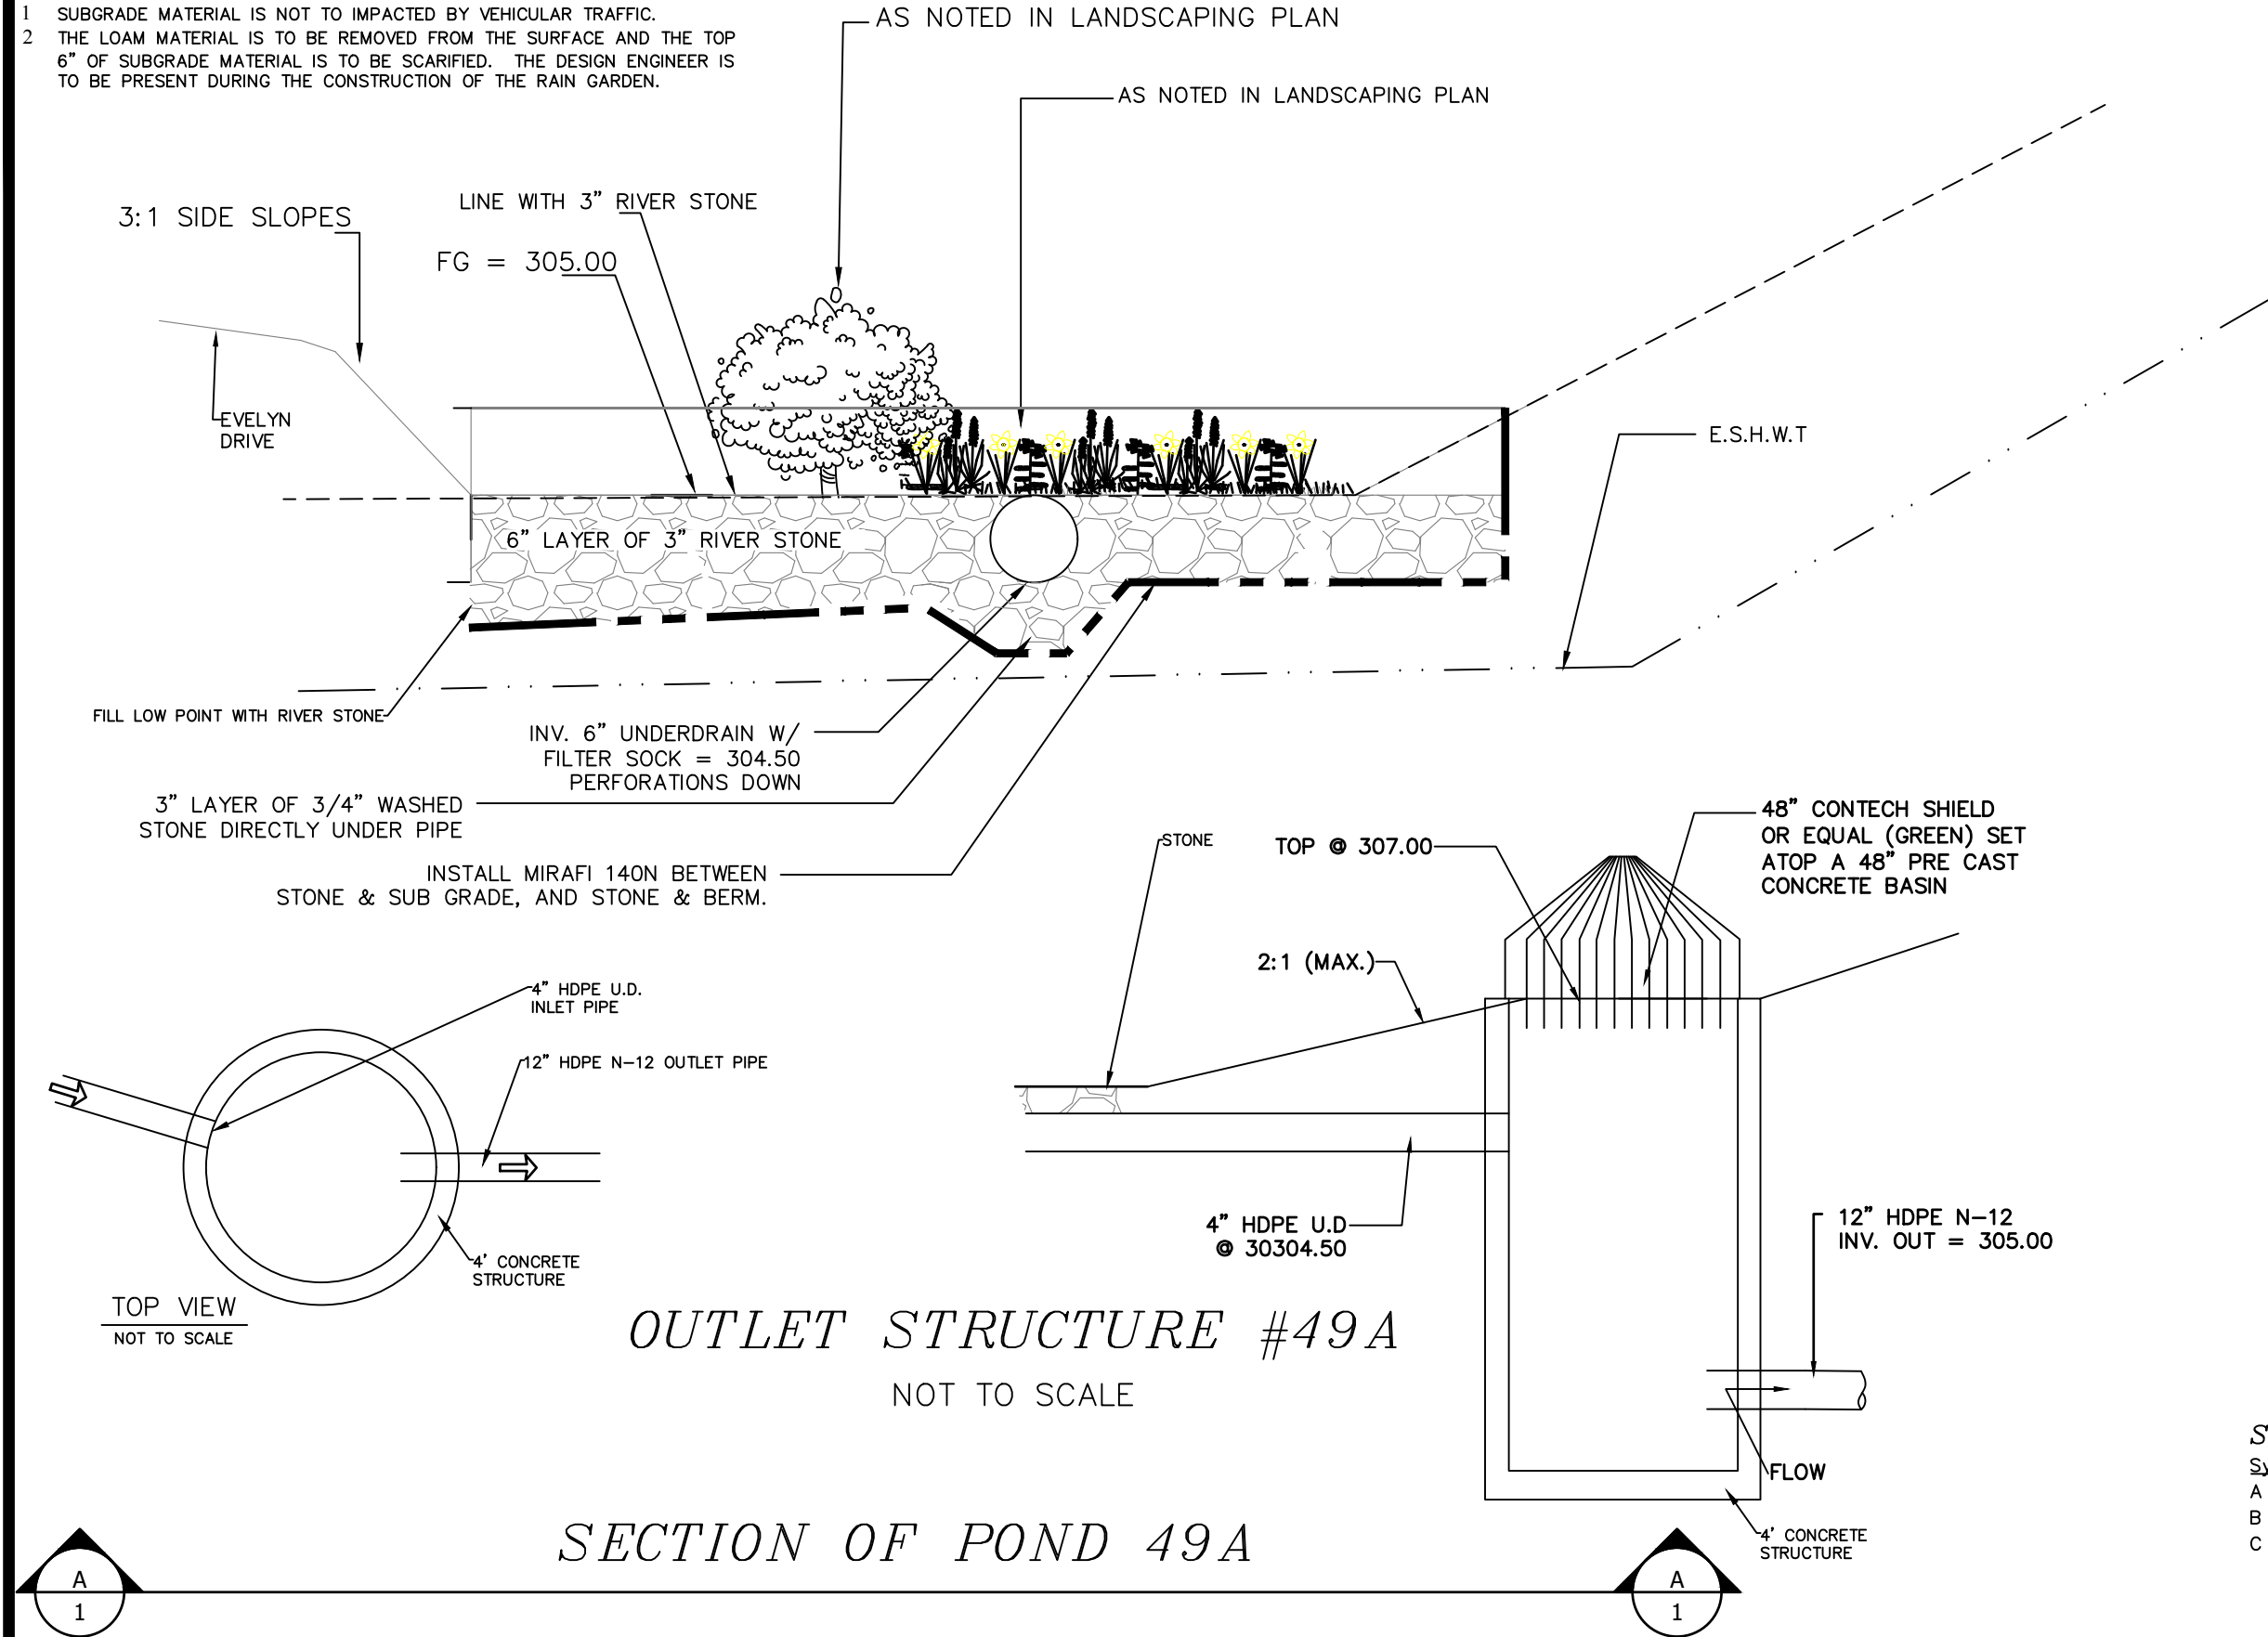 1 SUBGRADE MATERIAL IS NOT TO IMPACTED BY VEHICULAR TRAFFIC.
2 THE LOAM MATERIAL IS TO BE REMOVED FROM THE SURFACE AND THE TOP
6" OF SUBGRADE MATERIAL IS TO BE SCARIFIED. THE DESIGN ENGINEER IS
TO BE PRESENT DURING THE CONSTRUCTION OF THE RAIN GARDEN.
AS NOTED IN LANDSCAPING PLAN
AS NOTED IN LANDSCAPING PLAN
LINE WITH 3" RIVER STONE
3:1 SIDE SLOPES
FG = 305.00
EVELYN
DRIVE
E.S.H.W.T
6" LAYER OF 3" RIVER STONE
FILL LOW POINT WITH RIVER STONE
INV. 6" UNDERDRAIN W/
FILTER SOCK = 304.50
PERFORATIONS DOWN
3" LAYER OF 3/4" WASHED
STONE DIRECTLY UNDER PIPE
INSTALL MIRAFI 140N BETWEEN
STONE & SUB GRADE, AND STONE & BERM.
STONE
TOP @ 307.00
48" CONTECH SHIELD
OR EQUAL (GREEN) SET
ATOP A 48" PRE CAST
CONCRETE BASIN
2:1 (MAX.)
4" HDPE U.D.
INLET PIPE
12" HDPE N-12 OUTLET PIPE
4" HDPE U.D
@ 30304.50
12" HDPE N-12
INV. OUT = 305.00
4' CONCRETE
STRUCTURE
TOP VIEW
NOT TO SCALE
OUTLET STRUCTURE #49A
NOT TO SCALE
FLOW
4' CONCRETE
STRUCTURE
SECTION OF POND 49A
A
1
A
1
S
Sy
A
B
C